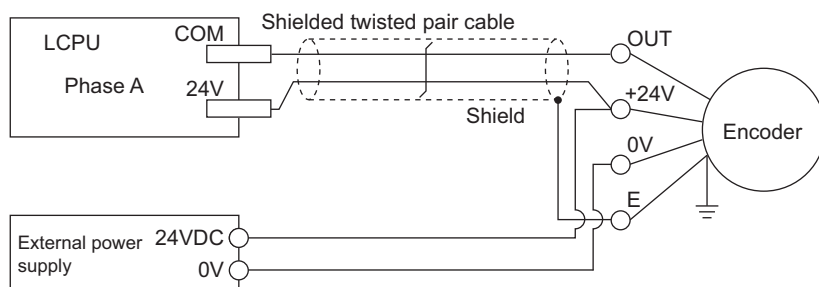 Shielded twisted pair cable
LCPU
COM
Phase A
24V
Shield
OUT
+24V
0V
E
Encoder
External power
supply
24VDC
0V